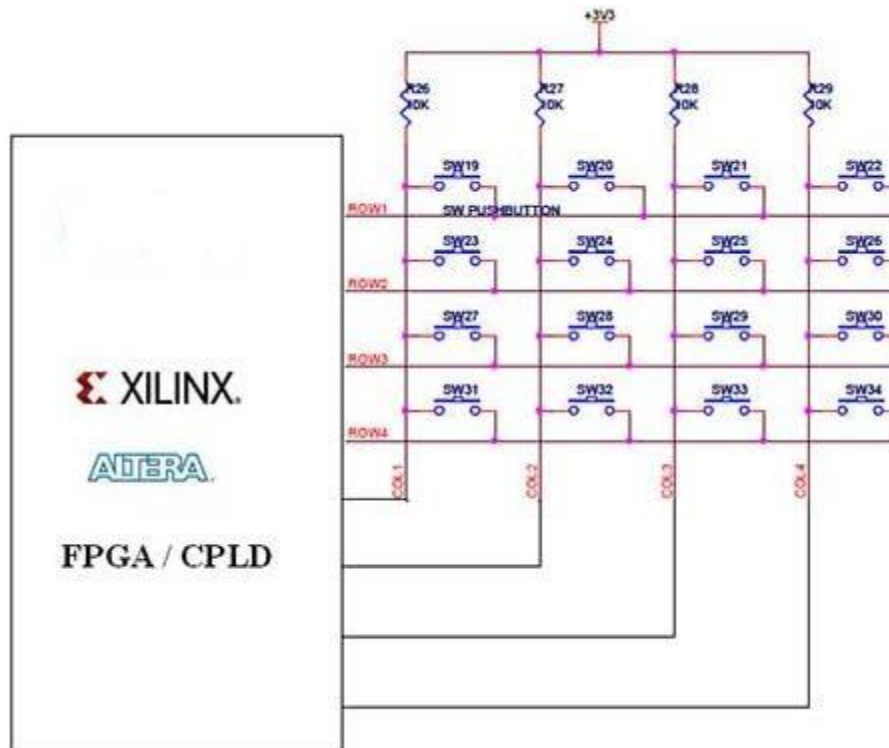 +3V3
R26 R27 R28 R29
10K 10K 10K 10K
SW19 SW20 SW21 SW22
ROW1 SW PUSHBUTTON
SW23 SW24 SW25 SW26
ROW2
SW27 SW28 SW29 SW30
ROW3
SW31 SW32 SW33 SW34
ROW4
COL1 COL2 COL3 COL4
XILINX.
ALTERA.
FPGA / CPLD